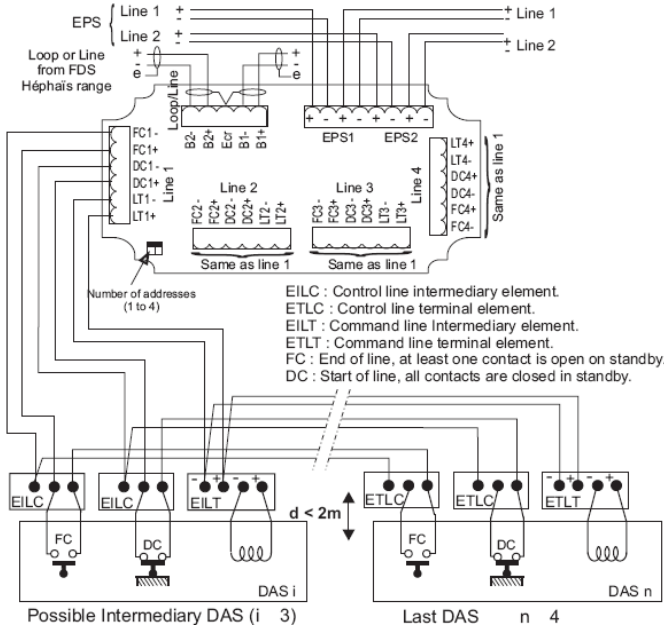 EPS
Line 1
Line 2
+
-
+
-
+
-
Line 1
+
-
Line 2
Loop or Line
from FDS
Héphaïs range
+
-
e
+
-
e
Loop/Line
B2-
B2+
Ecr
B1-
B1+
+ - + - + - + -
EPS1
EPS2
FC1-
FC1+
DC1-
DC1+
LT1-
LT1+
Line 1
Line 2
FC2-
FC2+
DC2-
DC2+
LT2-
LT2+
Same as line 1
Line 3
FC3-
FC3+
DC3-
DC3+
LT3-
LT3+
Same as line 1
Line 4
LT4+
LT4-
DC4+
DC4-
FC4+
FC4-
Same as line 1
Number of addresses
(1 to 4)
EILC : Control line intermediary element.
ETLC : Control line terminal element.
EILT : Command line Intermediary element.
ETLT : Command line terminal element.
FC : End of line, at least one contact is open on standby.
DC : Start of line, all contacts are closed in standby.
EILC
EILC
- + - +
EILT
ETLC
ETLC
- + - +
ETLT
d < 2m
FC
DC
DAS i
FC
DC
DAS n
Possible Intermediary DAS (i 3)
Last DAS n 4